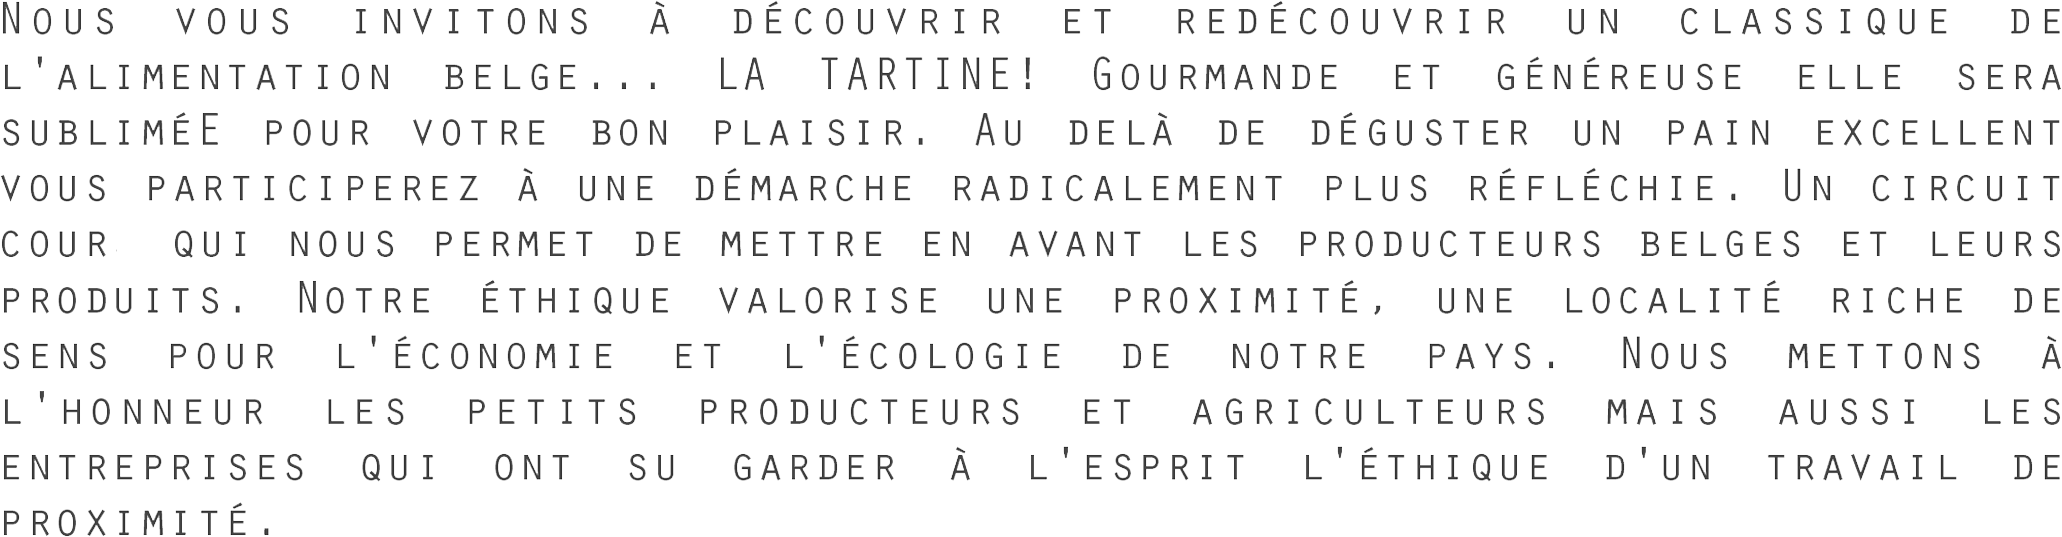 Nous vous invitons à découvrir et redécouvrir un classique de
l'alimentation belge... LA TARTINE! Gourmande et généreuse elle sera
subliméE pour votre bon plaisir. Au delà de déguster un pain excellent
vous participerez à une démarche radicalement plus réfléchie. Un circuit
cour qui nous permet de mettre en avant les producteurs belges et leurs
produits. Notre éthique valorise une proximité, une localité riche de
sens pour l'économie et l'écologie de notre pays. Nous mettons à
l'honneur les petits producteurs et agriculteurs mais aussi les
entreprises qui ont su garder à l'esprit l'éthique d'un travail de
proximité.